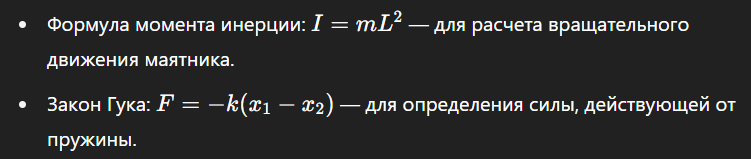 • Формула момента инерции: I = mL² — для расчета вращательного
движения маятника.
• Закон Гука: F = −k(x₁ − x₂) — для определения силы, действующей от
пружины.